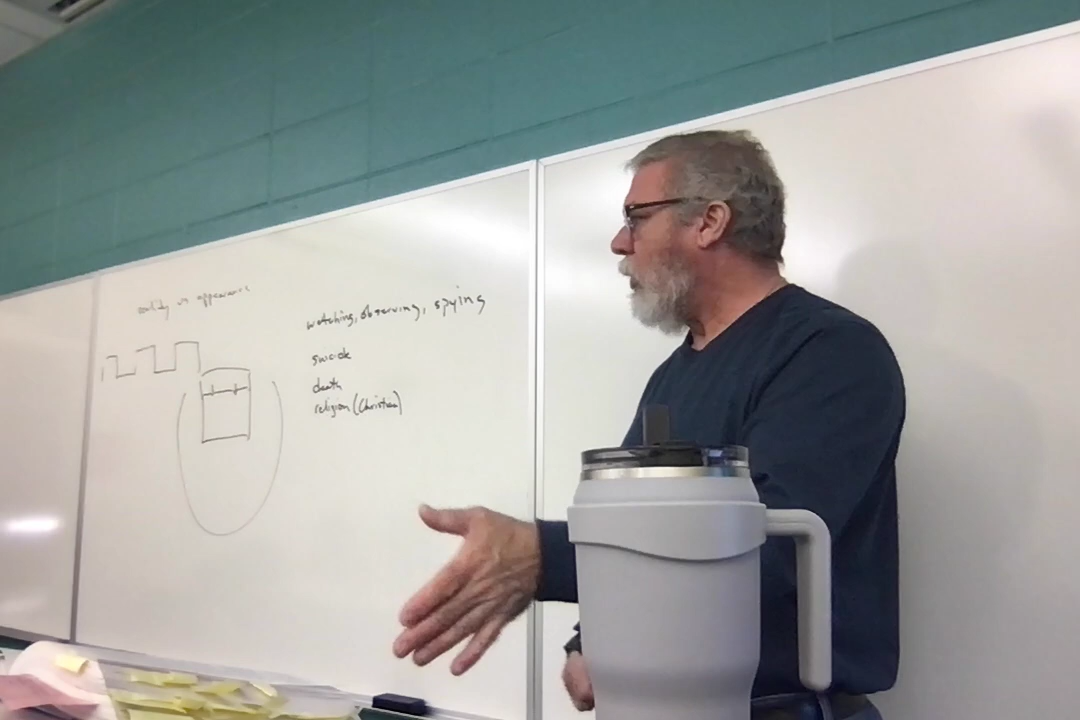 reality vs appearance
watching, observing, spying
suicide
death
religion (Christian)